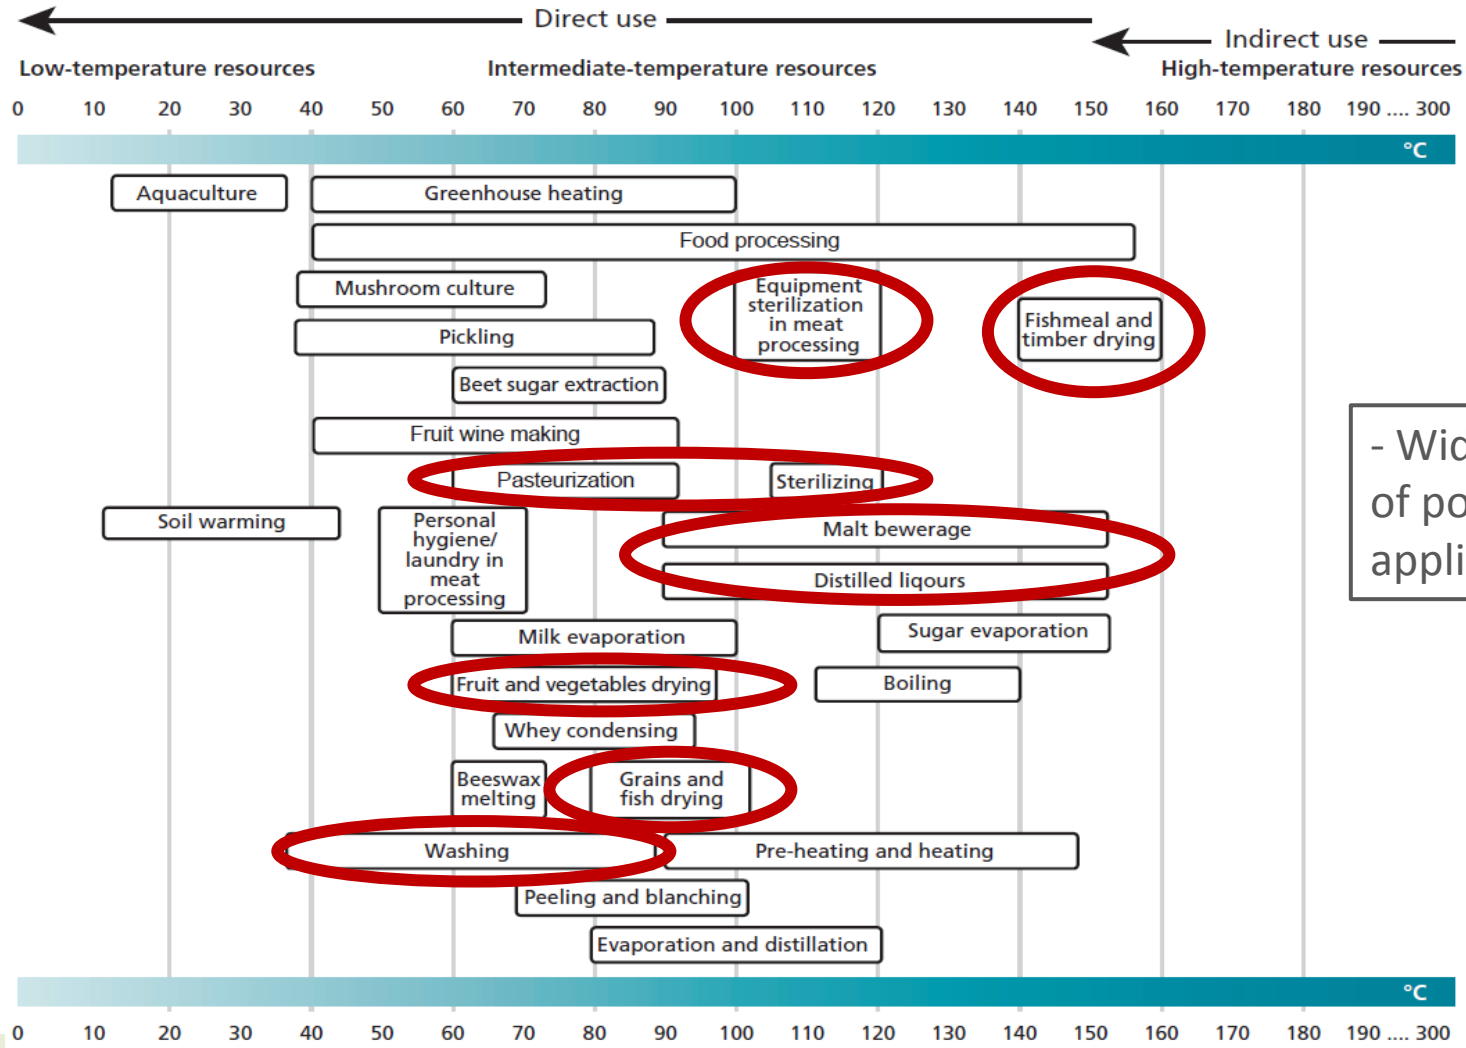 Direct use
Indirect use
Low-temperature resources Intermediate-temperature resources High-temperature resources
0 10 20 30 40 50 60 70 80 90 100 110 120 130 140 150 160 170 180 190 .... 300
°C
Aquaculture
Greenhouse heating
Food processing
Mushroom culture
Equipment
sterilization
in meat
processing
Fishmeal and
timber drying
Pickling
Beet sugar extraction
Fruit wine making
- Wid
of po
appli
Pasteurization
Sterilizing
Soil warming
Personal
hygiene/
laundry in
meat
processing
Malt bewerage
Distilled liqours
Milk evaporation
Sugar evaporation
Fruit and vegetables drying
Boiling
Whey condensing
Beeswax
melting
Grains and
fish drying
Washing
Pre-heating and heating
Peeling and blanching
Evaporation and distillation
°C
0 10 20 30 40 50 60 70 80 90 100 110 120 130 140 150 160 170 180 190 .... 300